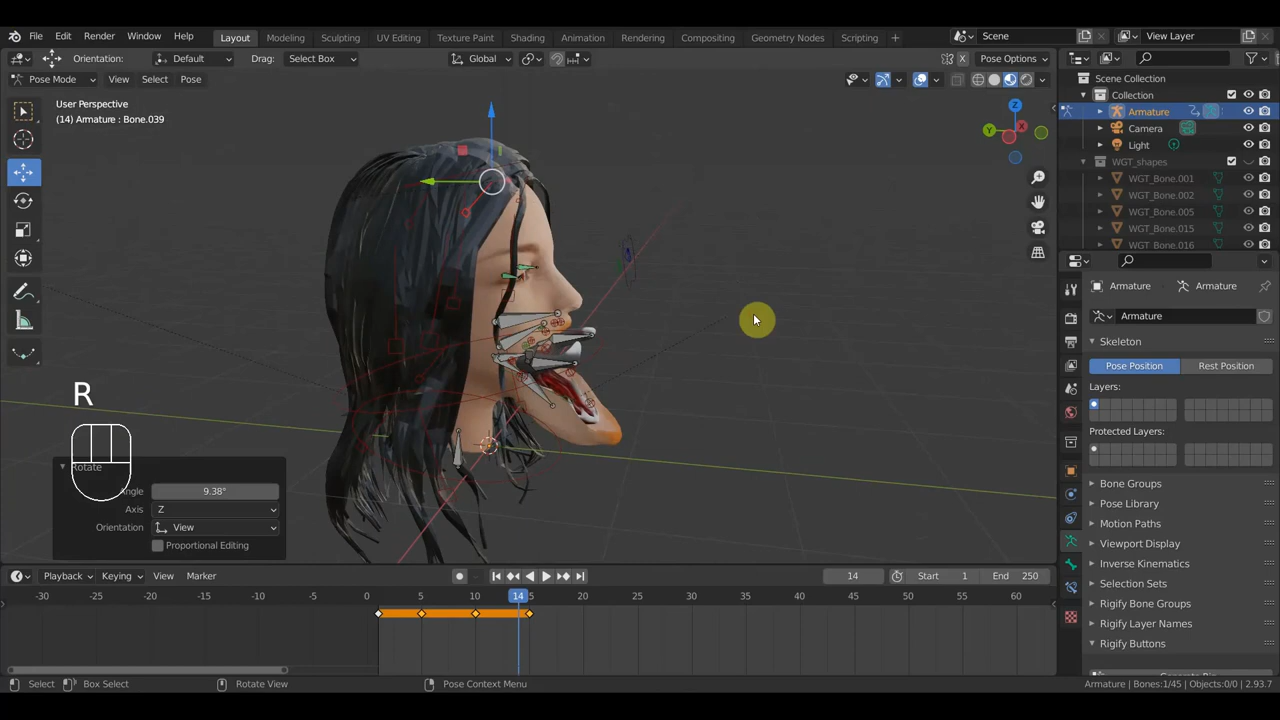 File Edit Render Window Help Layout Modeling Sculpting UV Editing Texture Paint Shading Animation Rendering Compositing Geometry Nodes Scripting + Scene View Layer
Orientation: Default Drag: Select Box Global X Pose Options
Pose Mode View Select Pose
User Perspective
(14) Armature : Bone.039
Z
Y
X
R
Rotate
Angle 9.38°
Axis Z
Orientation View
Proportional Editing
Scene Collection
Collection
Armature
Camera
Light
WGT_shapes
WGT_Bone.001
WGT_Bone.002
WGT_Bone.005
WGT_Bone.015
WGT_Bone.016
Armature Armature
Armature
Skeleton
Pose Position Rest Position
Layers:
Protected Layers:
Bone Groups
Pose Library
Motion Paths
Viewport Display
Inverse Kinematics
Selection Sets
Rigify Bone Groups
Rigify Layer Names
Rigify Buttons
Playback Keying View Marker 14 Start 1 End 250
-30 -25 -20 -15 -10 -5 0 5 10 14 15 20 25 30 35 40 45 50 55 60
Select Box Select Rotate View Pose Context Menu Armature | Bones:1/45 | Objects:0/0 | 2.93.7